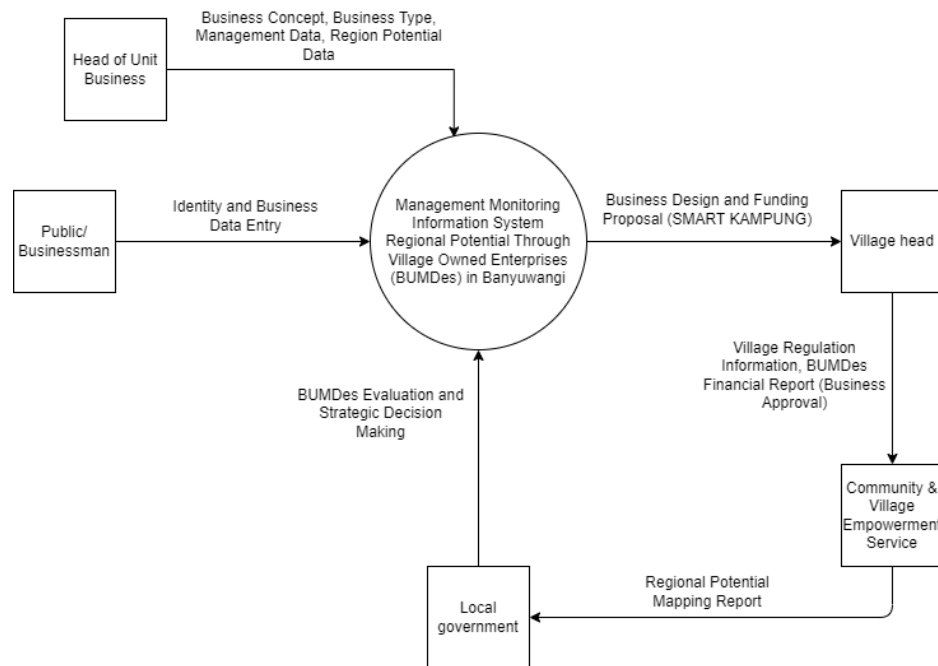 Business Concept, Business Type,
Management Data, Region Potential
Data
Head of Unit
Business
Identity and Business
Data Entry
Public/
Businessman
Management Monitoring
Information System
Regional Potential Through
Village Owned Enterprises
(BUMDes) in Banyuwangi
Business Design and Funding
Proposal (SMART KAMPUNG)
Village head
Village Regulation
Information, BUMDes
Financial Report (Business
Approval)
BUMDes Evaluation and
Strategic Decision
Making
Community &
Village
Empowerment
Service
Regional Potential
Mapping Report
Local
government